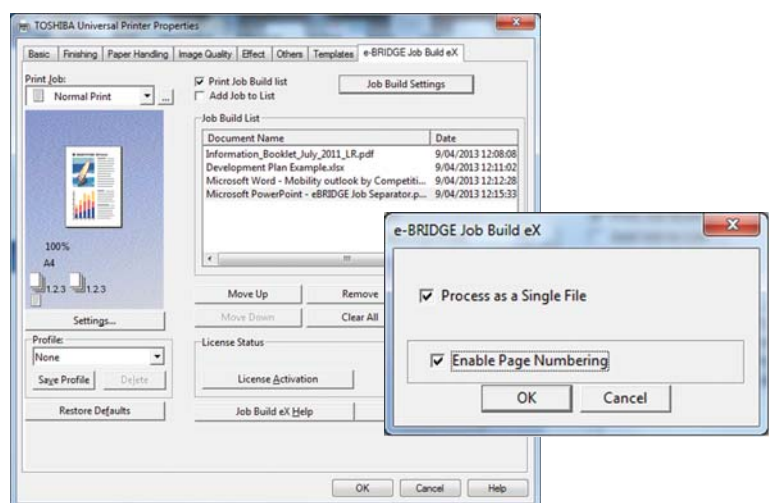 TOSHIBA Universal Printer Properties
Basic Finishing Paper Handling Image Quality Effect Others Templates e-BRIDGE Job Build eX
Print Job:
Normal Print ...
100%
A4
1.2.3 1.2.3
Settings...
Profile:
None
Save Profile Delete
Restore Defaults
Print Job Build list
Add Job to List
Job Build Settings
Job Build List
Document Name Date
Information_Booklet_July_2011_LR.pdf 9/04/2013 12:08:08
Development Plan Example.xlsx 9/04/2013 12:11:02
Microsoft Word - Mobility outlook by Competiti... 9/04/2013 12:12:28
Microsoft PowerPoint - eBRIDGE Job Separator.p... 9/04/2013 12:15:33
Move Up Remove
Move Down Clear All
License Status
License Activation
Job Build eX Help
OK Cancel Help
e-BRIDGE Job Build eX
Process as a Single File
Enable Page Numbering
OK Cancel